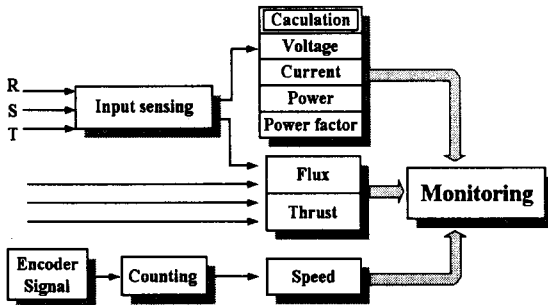 Caculation
Voltage
Current
Power
Power factor
R
S
T
Input sensing
Flux
Thrust
Monitoring
Encoder
Signal
Counting
Speed